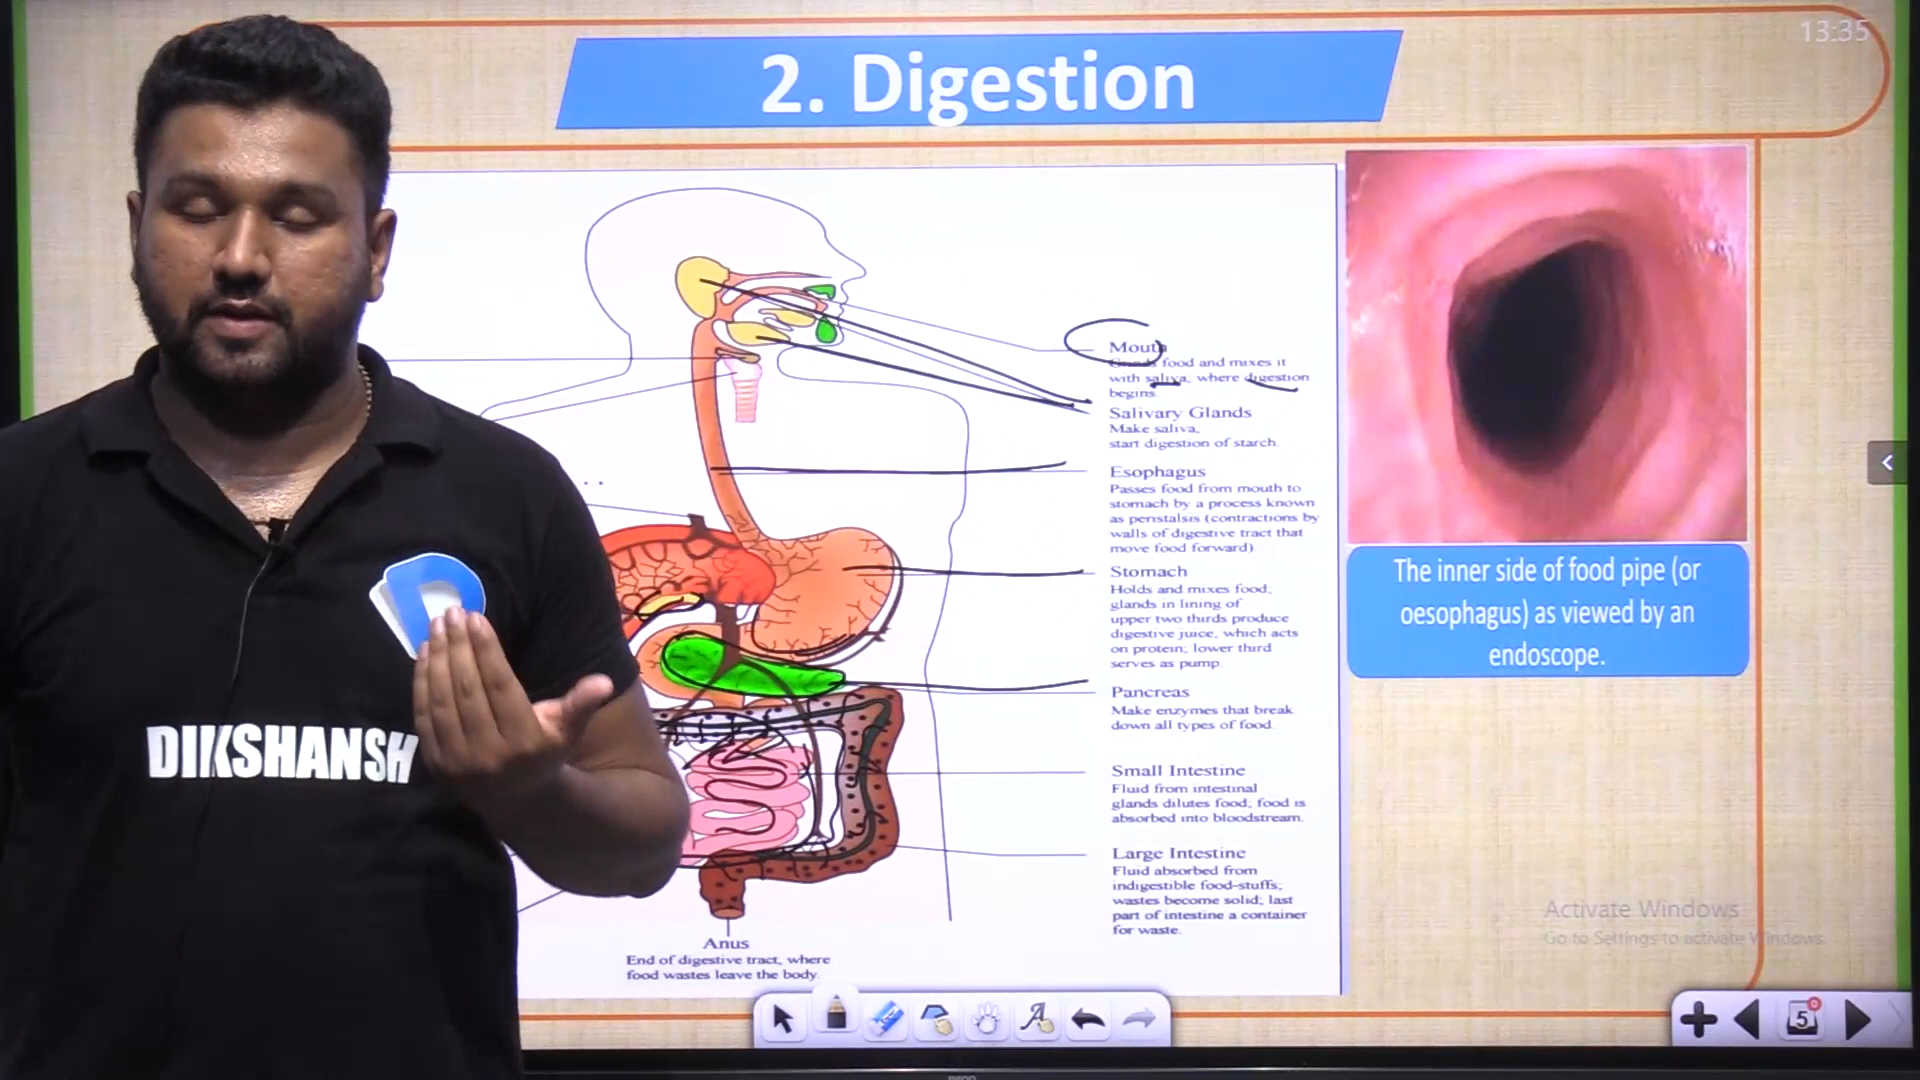 13:35
2. Digestion
Mouth
food and mixes it
with saliva, where digestion
begins.
Salivary Glands
Make saliva,
start digestion of starch.
Esophagus
Passes food from mouth to
stomach by a process known
as peristalsis (contractions by
walls of digestive tract that
move food forward).
Stomach
Holds and mixes food;
glands in lining of
upper two thirds produce
digestive juice, which acts
on protein; lower third
serves as pump.
Pancreas
Make enzymes that break
down all types of food.
Small Intestine
Fluid from intestinal
glands dilutes food; food is
absorbed into bloodstream.
Large Intestine
Fluid absorbed from
indigestible food-stuffs;
wastes become solid; last
part of intestine a container
for waste.
Anus
End of digestive tract, where
food wastes leave the body.
The inner side of food pipe (or
oesophagus) as viewed by an
endoscope.
DIKSHANSH
D
Activate Windows
Go to Settings to activate Windows.
A
5
0